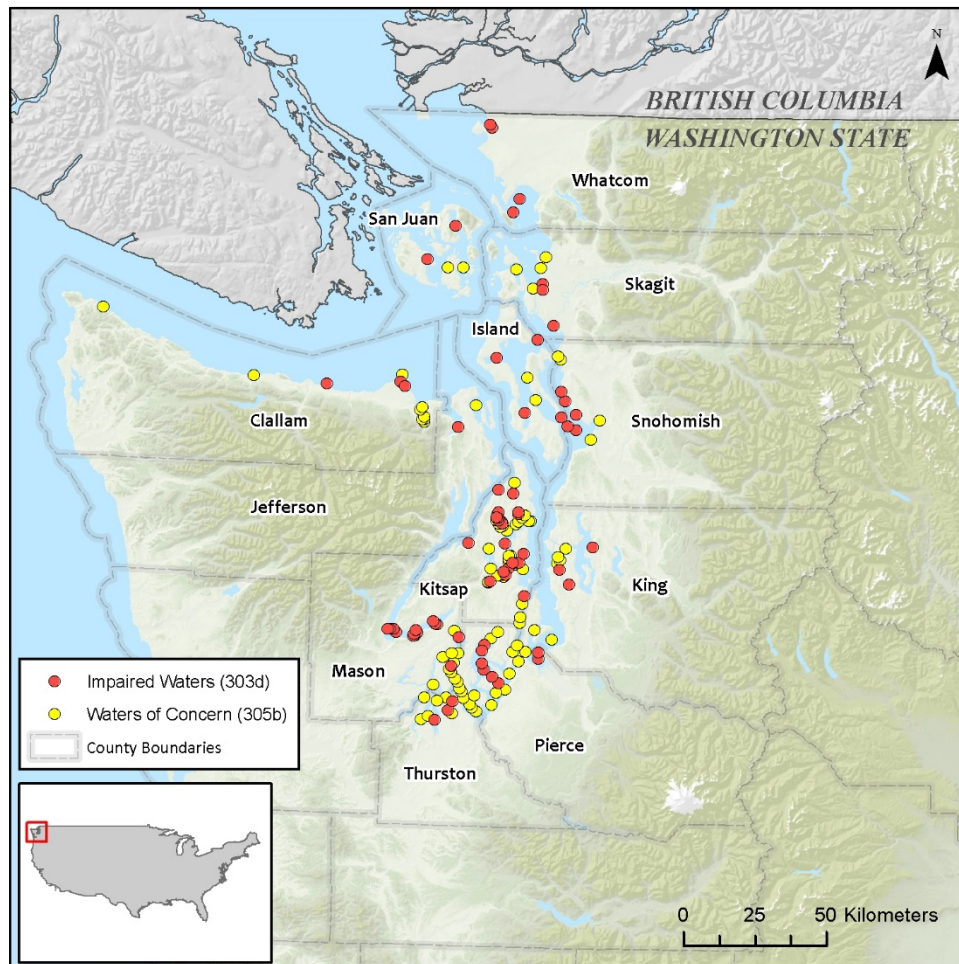 N
BRITISH COLUMBIA
WASHINGTON STATE
Whatcom
San Juan
Skagit
Island
Clallam
Snohomish
Jefferson
Kitsap
King
Mason
Pierce
Thurston
Impaired Waters (303d)
Waters of Concern (305b)
County Boundaries
0 25 50 Kilometers